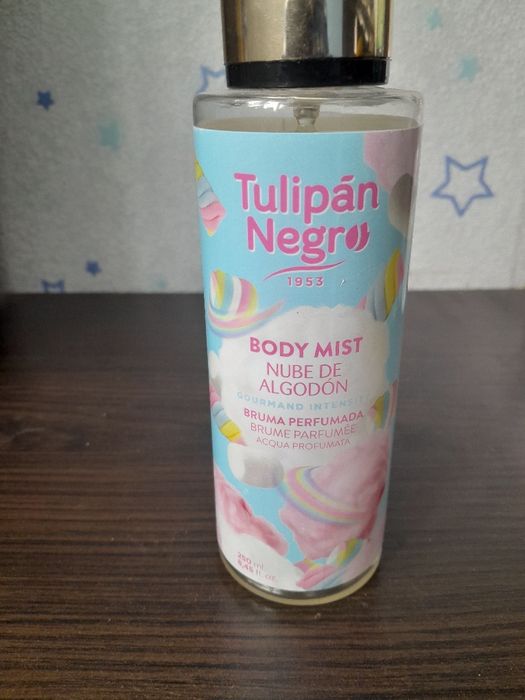 Tulipán
Negro
1953
BODY MIST
NUBE DE
ALGODÓN
GOURMAND INTENSITY
BRUMA PERFUMADA
BRUME PARFUMÉE
ACQUA PROFUMATA
250 ml
8,45 fl. oz.